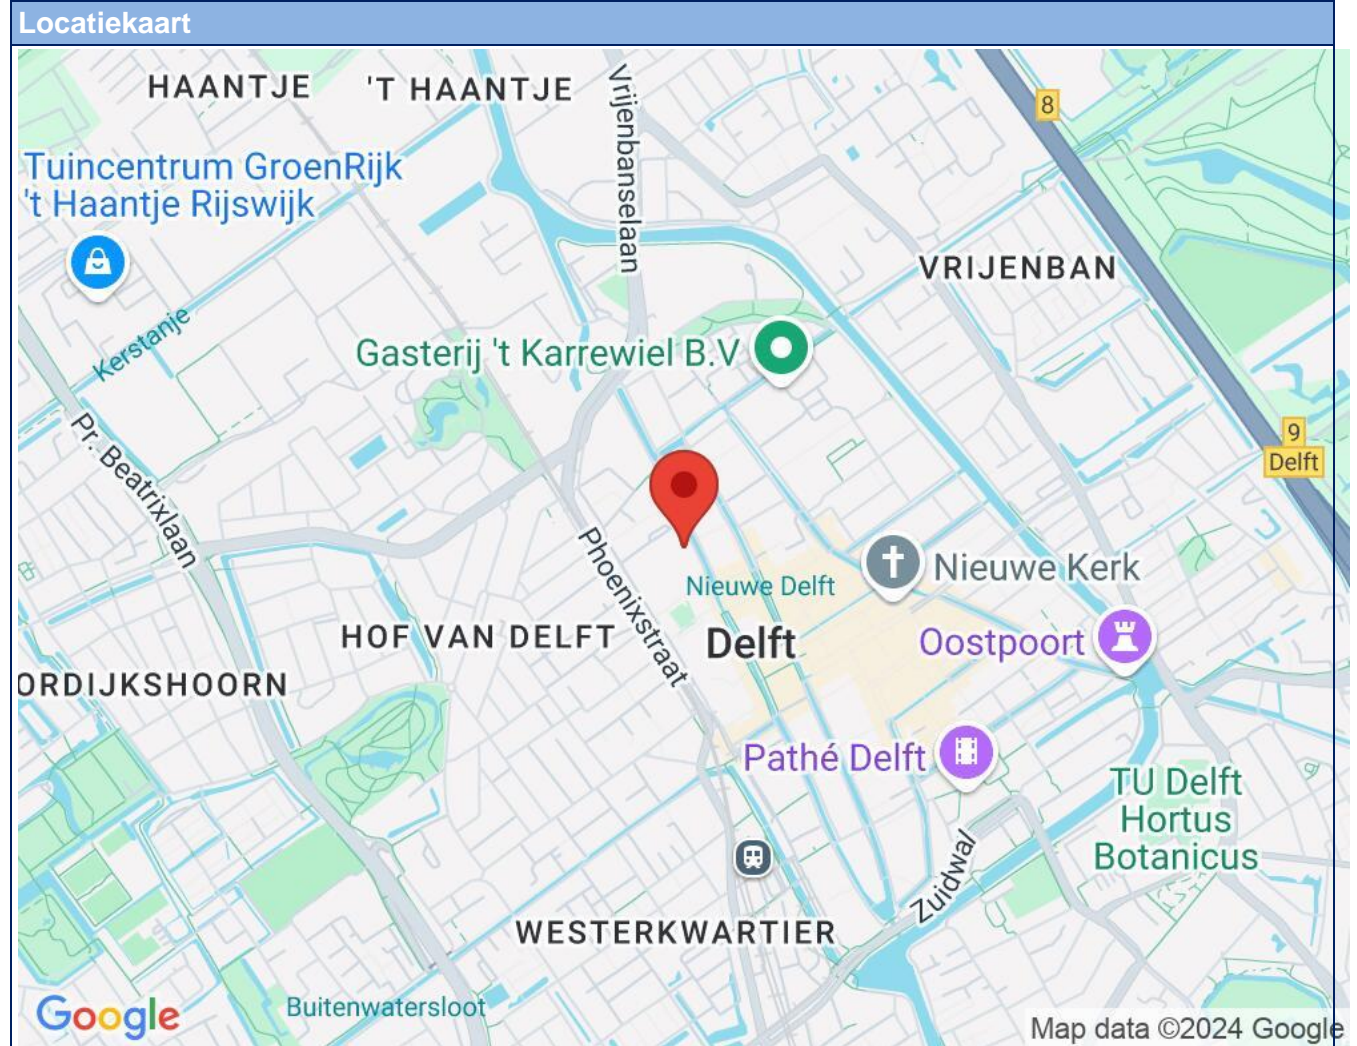 Locatiekaart
HAANTJE
'T HAANTJE
Vrijenbanselaan
8
Tuincentrum GroenRijk
't Haantje Rijswijk
VRIJENBAN
Kerstanje
Gasterij 't Karrewiel B.V
Pr. Beatrixlaan
9
Delft
Phoenixstraat
Nieuwe Kerk
Nieuwe Delft
HOF VAN DELFT
Delft
Oostpoort
ORDIJKSHOORN
Pathé Delft
TU Delft
Hortus
Botanicus
Zuidwal
WESTERKWARTIER
Buitenwatersloot
Google
Map data ©2024 Google